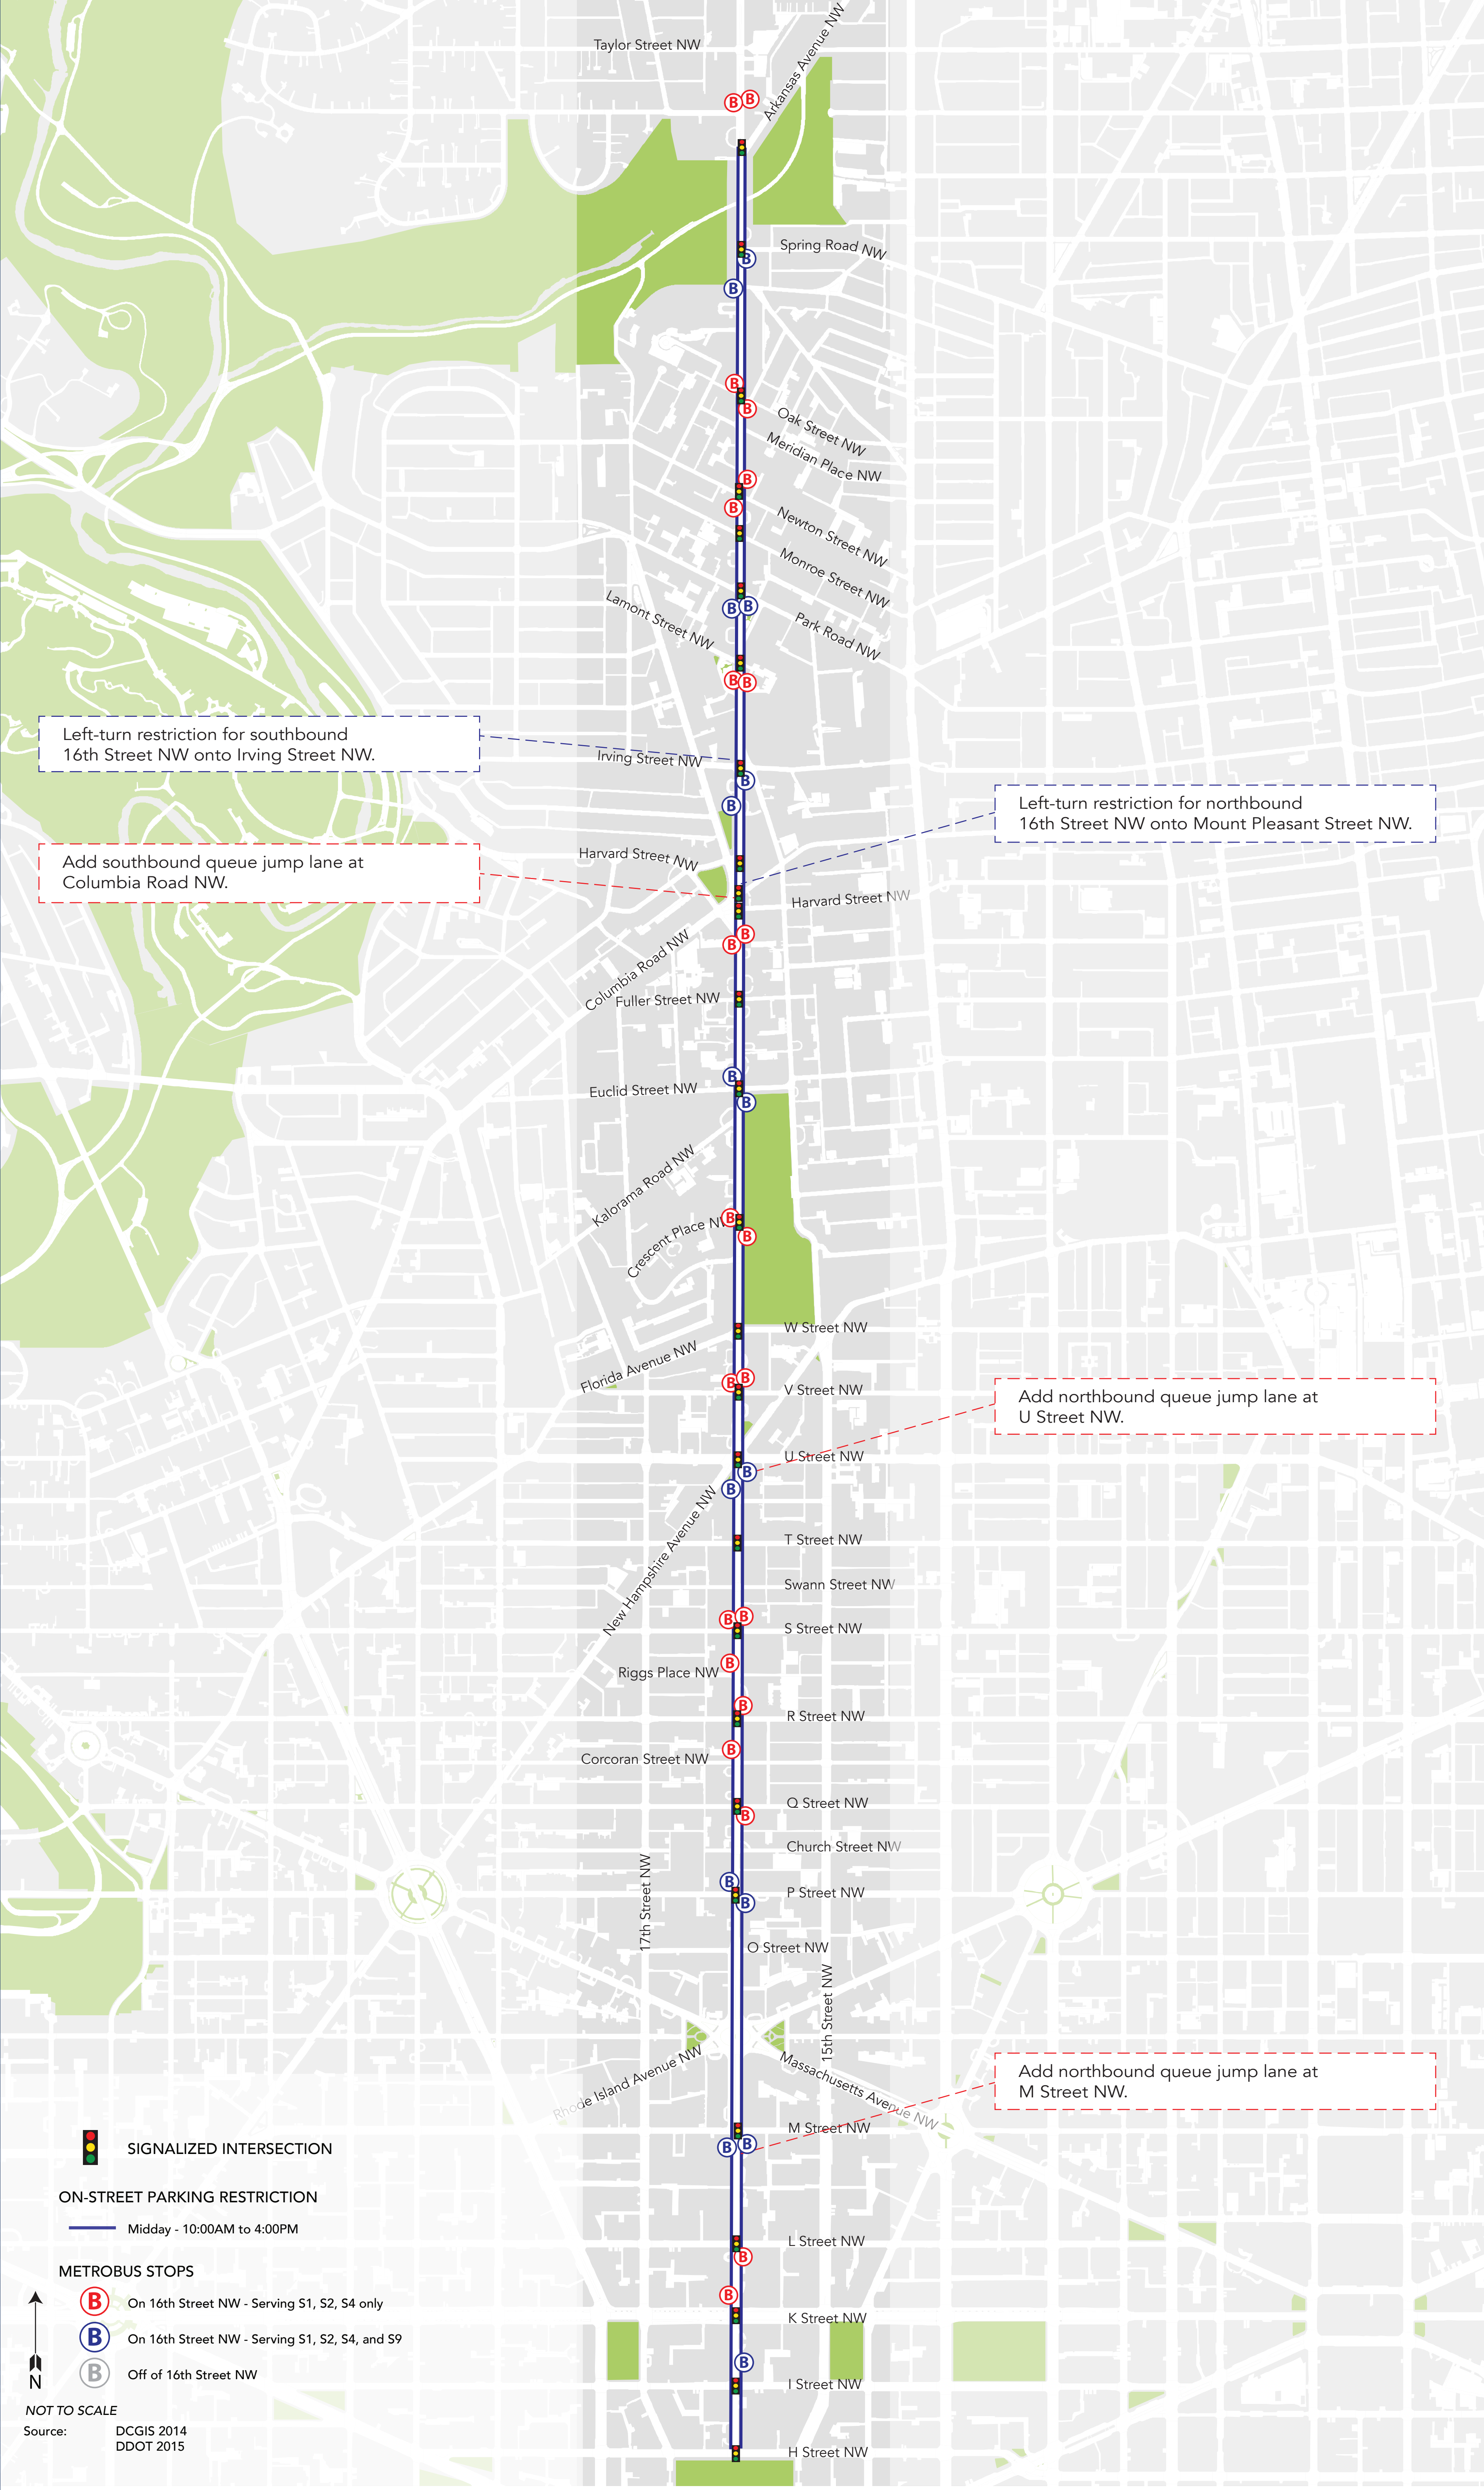 Taylor Street NW
Arkansas Avenue NW
B
B
Spring Road NW
B
B
B
B
Oak Street NW
Meridian Place NW
B
B
Newton Street NW
Monroe Street NW
Lamont Street NW
B
B
Park Road NW
B
B
Left-turn restriction for southbound
16th Street NW onto Irving Street NW.
Irving Street NW
B
B
Left-turn restriction for northbound
16th Street NW onto Mount Pleasant Street NW.
Add southbound queue jump lane at
Columbia Road NW.
Harvard Street NW
Harvard Street NW
B
B
Columbia Road NW
Fuller Street NW
B
Euclid Street NW
B
Kalorama Road NW
Crescent Place NW
B
B
W Street NW
Florida Avenue NW
B
B
V Street NW
Add northbound queue jump lane at
U Street NW.
U Street NW
B
B
New Hampshire Avenue NW
T Street NW
Swann Street NW
B
B
S Street NW
B
Riggs Place NW
B
R Street NW
B
Corcoran Street NW
Q Street NW
B
Church Street NW
17th Street NW
B
P Street NW
B
O Street NW
15th Street NW
Rhode Island Avenue NW
Massachusetts Avenue NW
Add northbound queue jump lane at
M Street NW.
M Street NW
B
B
L Street NW
B
B
K Street NW
B
I Street NW
H Street NW
SIGNALIZED INTERSECTION
ON-STREET PARKING RESTRICTION
Midday - 10:00AM to 4:00PM
METROBUS STOPS
B On 16th Street NW - Serving S1, S2, S4 only
B On 16th Street NW - Serving S1, S2, S4, and S9
B Off of 16th Street NW
N
NOT TO SCALE
Source: DCGIS 2014
DDOT 2015